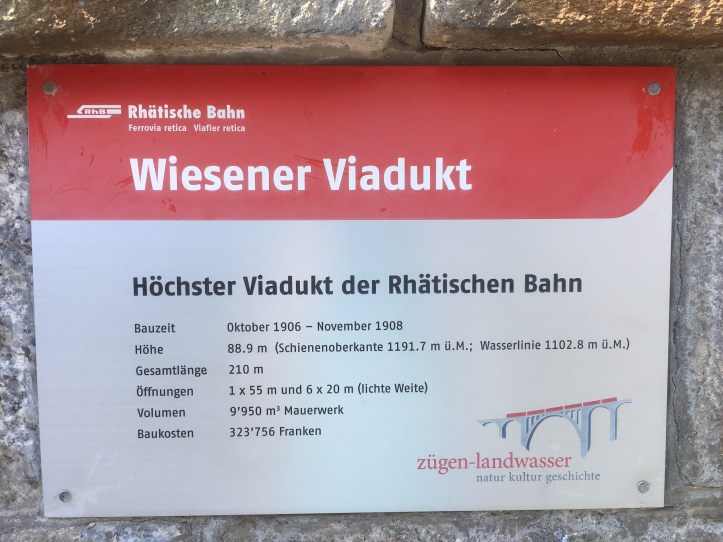 RhB Rhätische Bahn
Ferrovia retica Viafier retica
Wiesener Viadukt
Höchster Viadukt der Rhätischen Bahn
Bauzeit Oktober 1906 – November 1908
Höhe 88.9 m (Schienenoberkante 1191.7 m ü.M.; Wasserlinie 1102.8 m ü.M.)
Gesamtlänge 210 m
Öffnungen 1 x 55 m und 6 x 20 m (lichte Weite)
Volumen 9'950 m³ Mauerwerk
Baukosten 323'756 Franken
zügen-landwasser
natur kultur geschichte